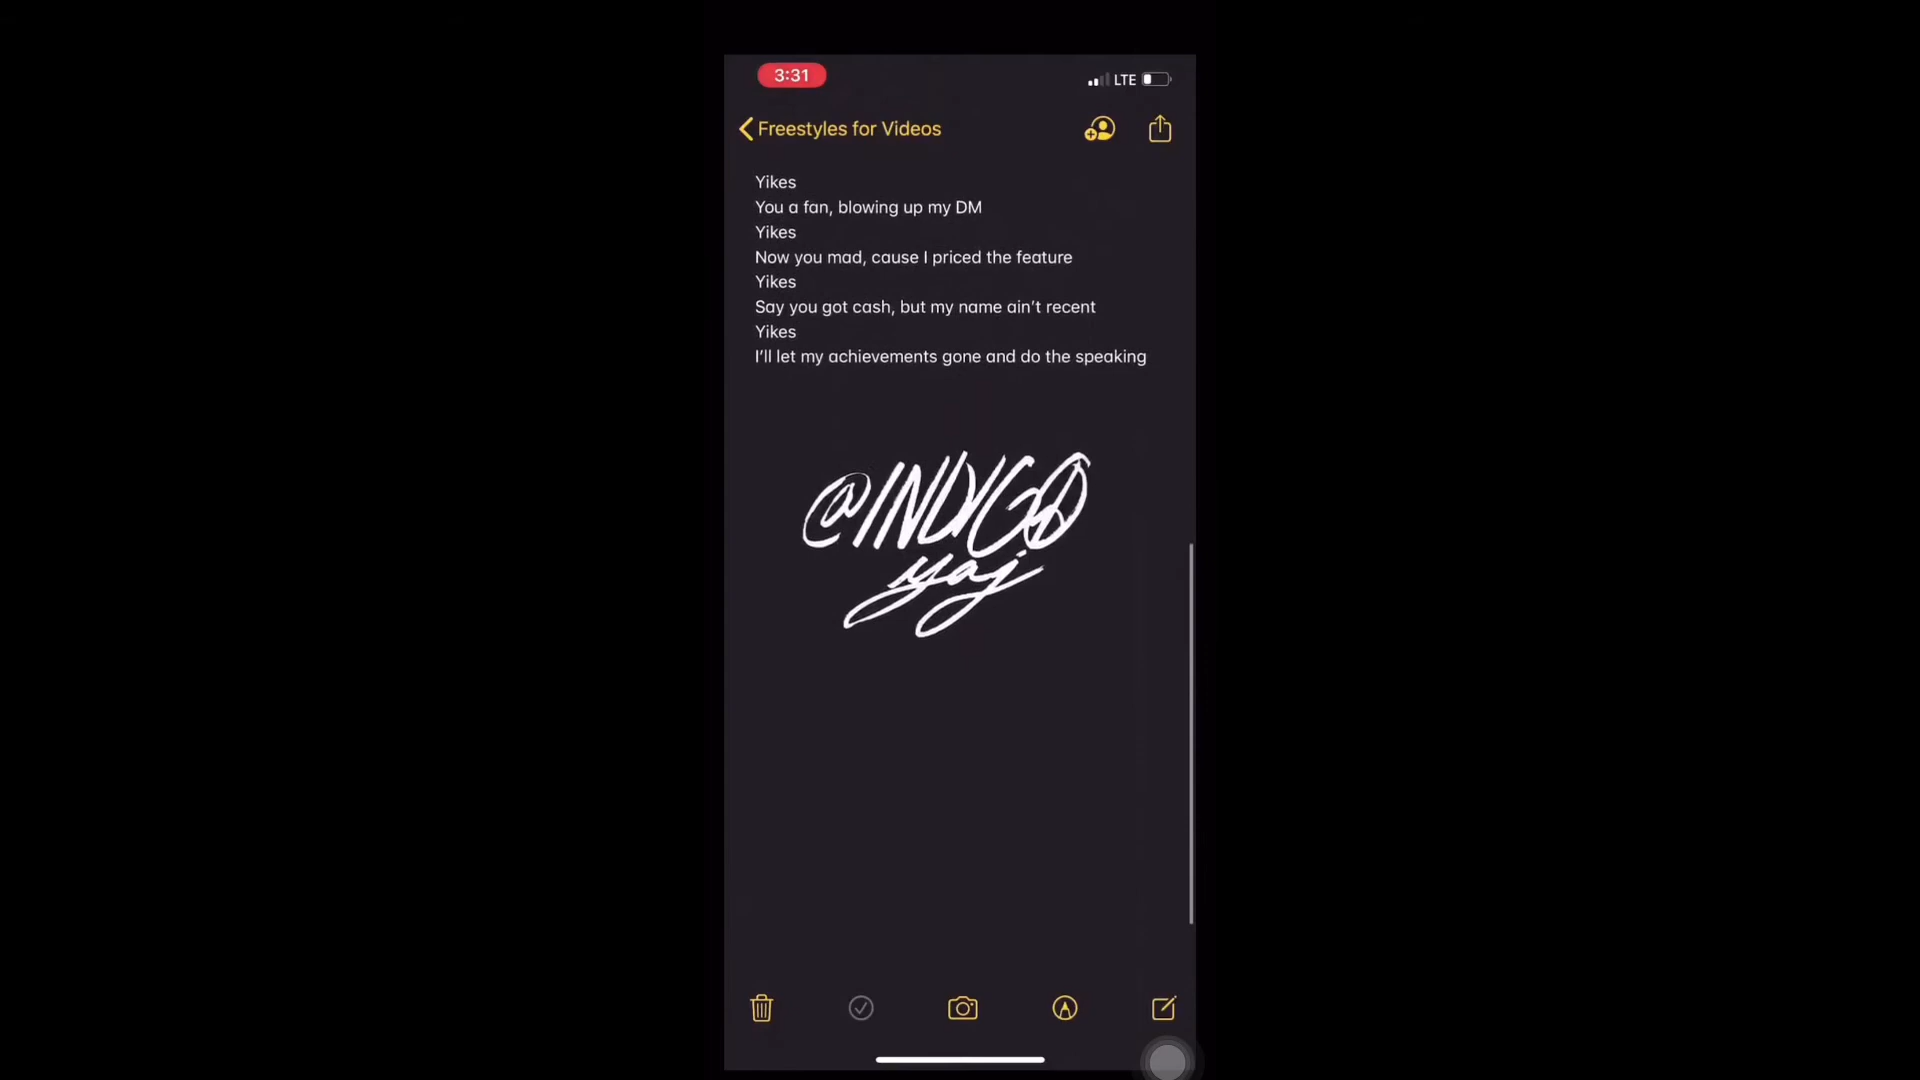 3:31 LTE
Freestyles for Videos
Yikes
You a fan, blowing up my DM
Yikes
Now you mad, cause I priced the feature
Yikes
Say you got cash, but my name ain’t recent
Yikes
I’ll let my achievements gone and do the speaking
@INDIGO
yaj